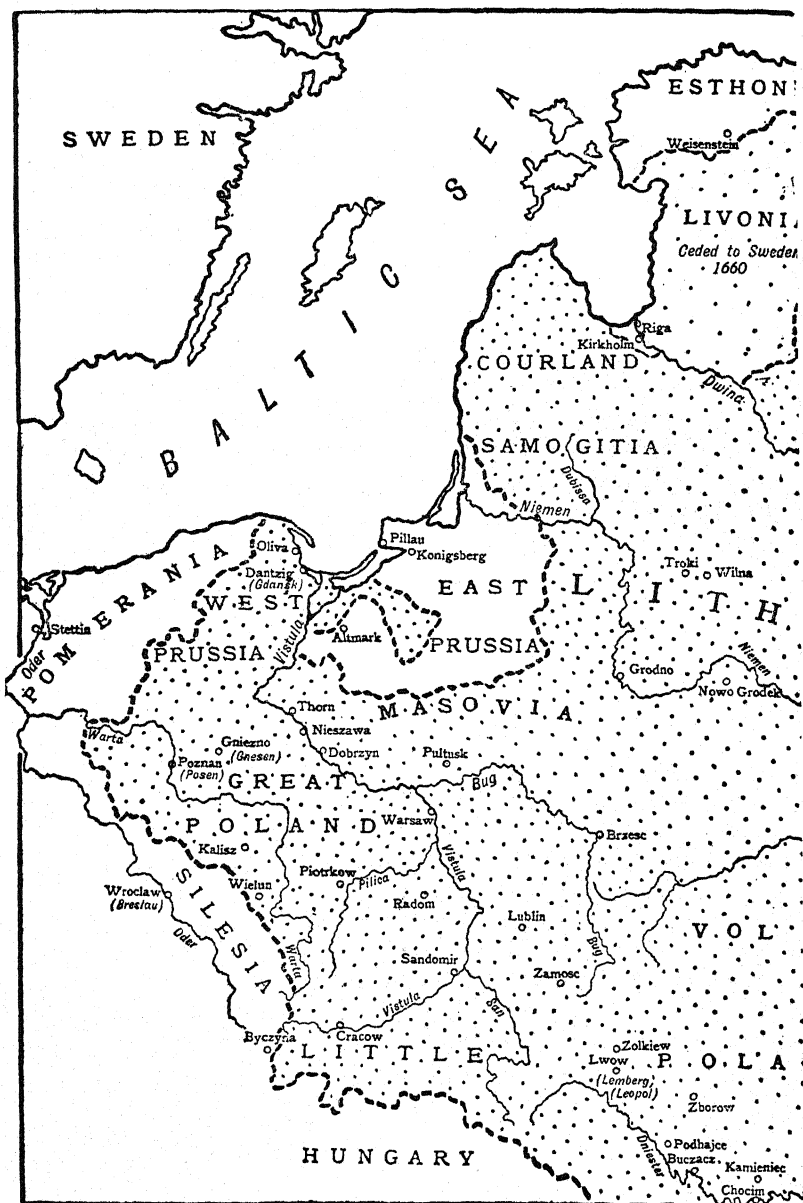 SWEDEN
BALTIC SEA
ESTHON
Weisenstein
LIVONIA
Ceded to Sweden
1660
Riga
Kirkholm
COURLAND
Dwina
SAMOGITIA
Dubissa
Niemen
Pillau
Konigsberg
Oliva
Dantzig
(Gdansk)
POMERANIA
WEST
PRUSSIA
Vistula
Altmark
EAST
PRUSSIA
LITH
Troki
Wilna
Stettin
Oder
Grodno
Niemen
Nowo Grodek
MASOVIA
Thorn
Nieszawa
Dobrzyn
Pultusk
Warta
Gniezno
(Gnesen)
Poznan
(Posen)
GREAT
POLAND
Bug
Warsaw
Brzesc
Kalisz
SILESIA
Piotrkow
Pilica
Vistula
Wielun
Radom
Wroclaw
(Breslau)
Oder
Lublin
VOL
Warta
Bug
Sandomir
Zamosc
Vistula
San
Byczyna
Cracow
LITTLE
POLA
Zolkiew
Lwow
(Lemberg,)
(Leopol)
Zborow
HUNGARY
Dniester
Podhajce
Buczacz
Kamieniec
Chocim